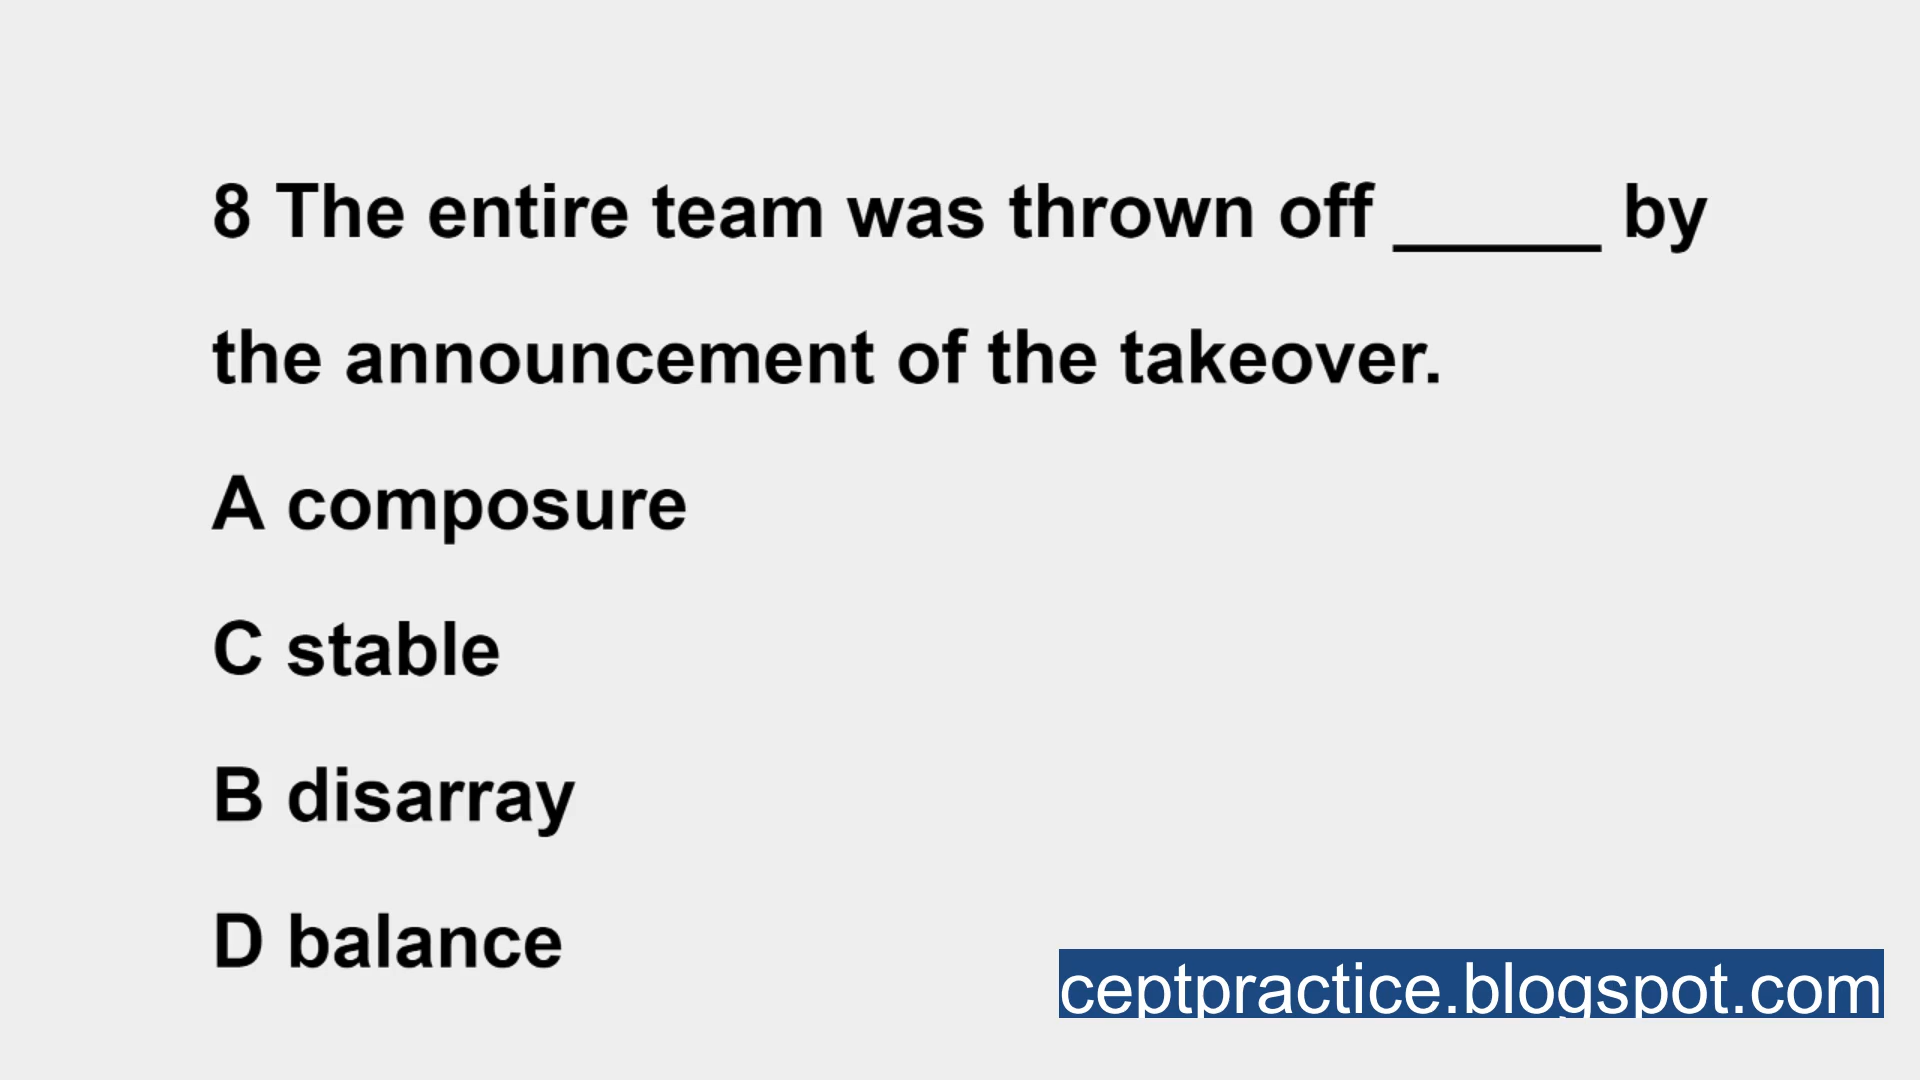 8 The entire team was thrown off _____ by
the announcement of the takeover.
A composure
C stable
B disarray
D balance
ceptpractice.blogspot.com